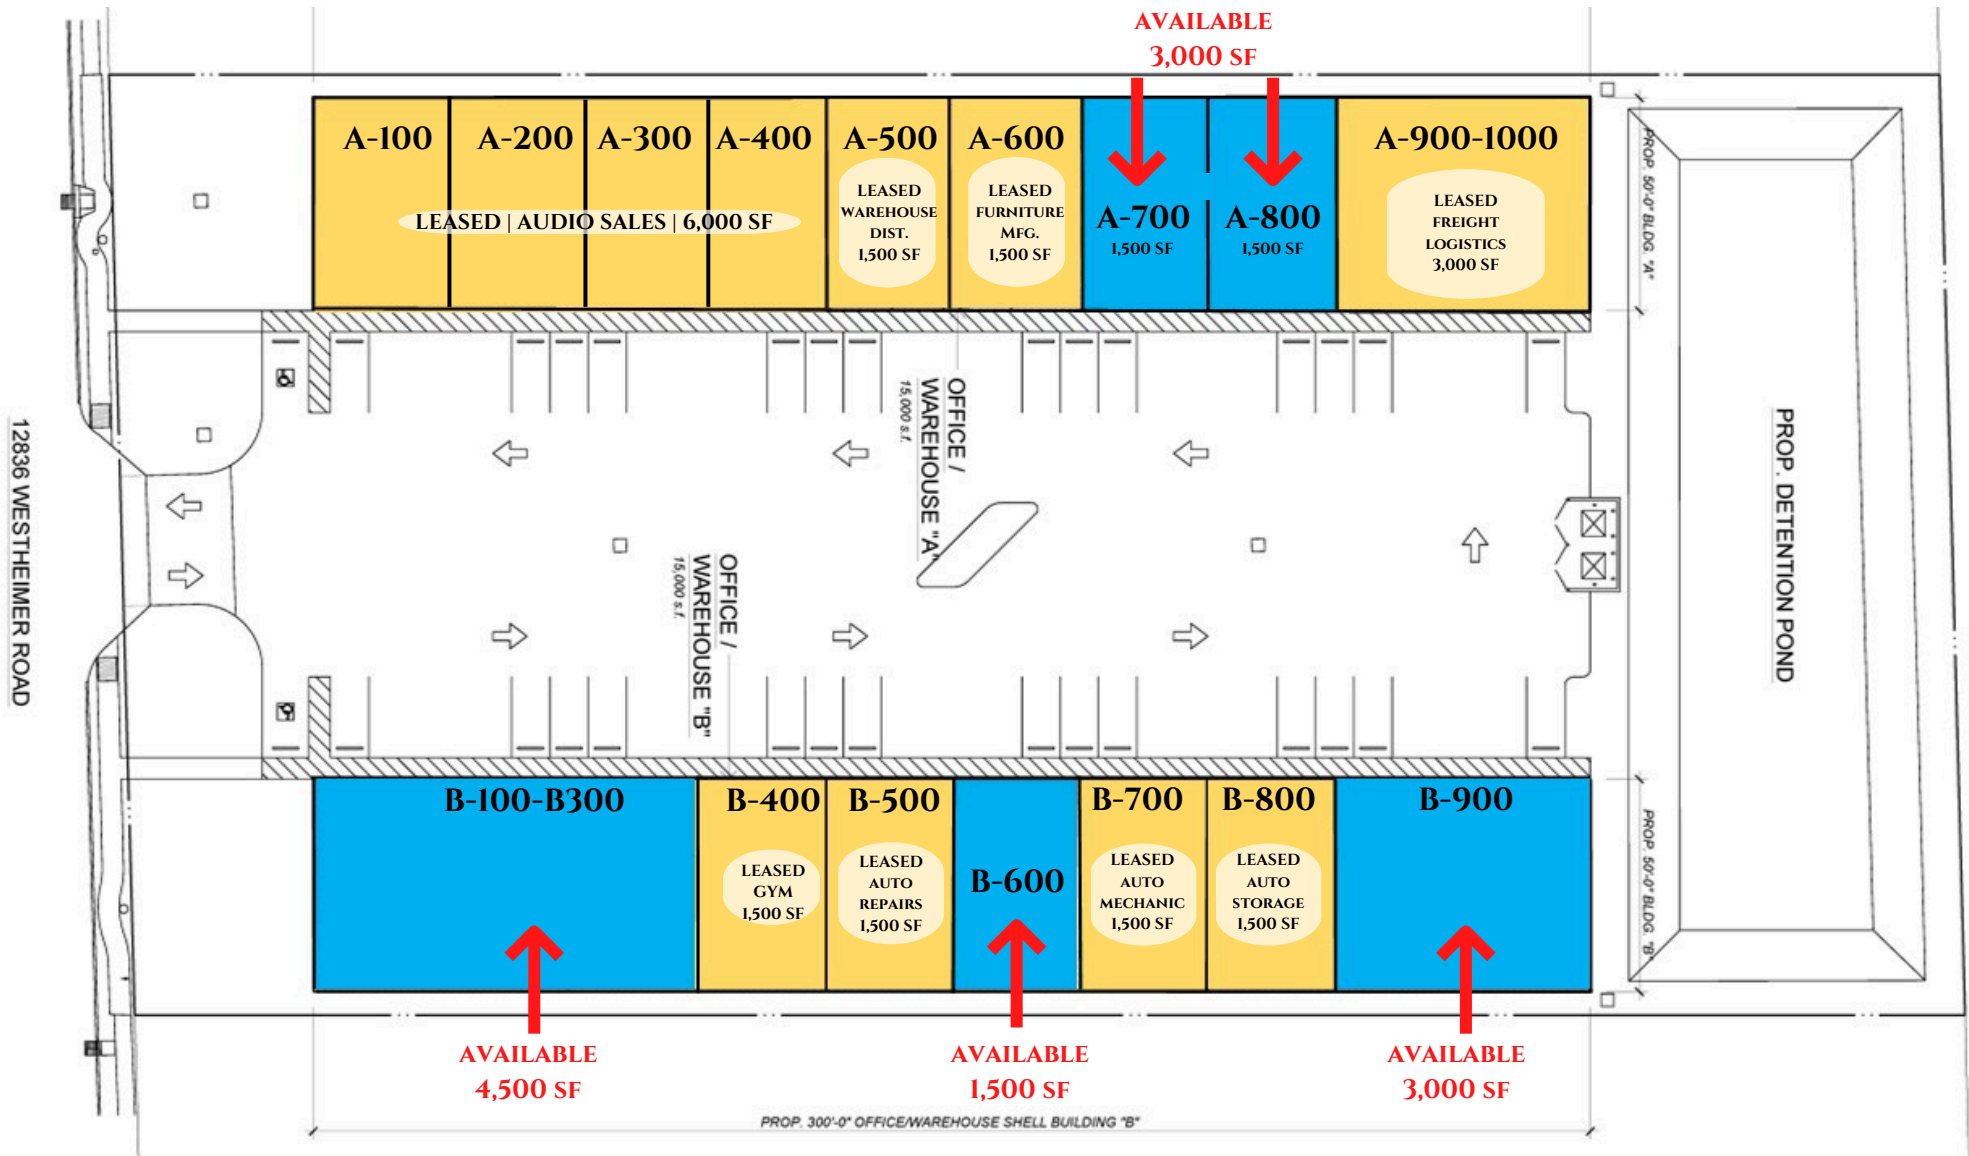 AVAILABLE
3,000 SF
A-100
A-200
A-300
A-400
LEASED | AUDIO SALES | 6,000 SF
A-500
LEASED
WAREHOUSE
DIST.
1,500 SF
A-600
LEASED
FURNITURE
MFG.
1,500 SF
A-700
1,500 SF
A-800
1,500 SF
A-900-1000
LEASED
FREIGHT
LOGISTICS
3,000 SF
PROP. 50'-0" BLDG. "A"
OFFICE /
WAREHOUSE "A"
15,000 s.f.
OFFICE /
WAREHOUSE "B"
15,000 s.f.
12836 WESTHEIMER ROAD
PROP. DETENTION POND
B-100-B300
B-400
LEASED
GYM
1,500 SF
B-500
LEASED
AUTO
REPAIRS
1,500 SF
B-600
B-700
LEASED
AUTO
MECHANIC
1,500 SF
B-800
LEASED
AUTO
STORAGE
1,500 SF
B-900
PROP. 50'-0" BLDG. "B"
AVAILABLE
4,500 SF
AVAILABLE
1,500 SF
AVAILABLE
3,000 SF
PROP. 300'-0" OFFICE/WAREHOUSE SHELL BUILDING "B"